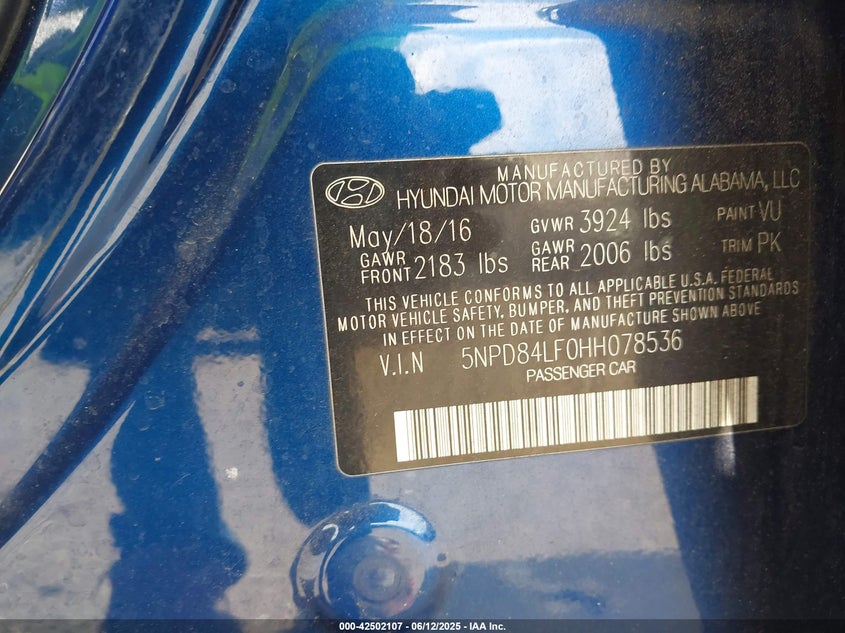 MANUFACTURED BY
HYUNDAI MOTOR MANUFACTURING ALABAMA, LLC
May/18/16 GVWR 3924 lbs PAINT VU
GAWR FRONT 2183 lbs GAWR REAR 2006 lbs TRIM PK
THIS VEHICLE CONFORMS TO ALL APPLICABLE U.S.A. FEDERAL
MOTOR VEHICLE SAFETY, BUMPER, AND THEFT PREVENTION STANDARDS
IN EFFECT ON THE DATE OF MANUFACTURE SHOWN ABOVE
V.I.N 5NPD84LF0HH078536
PASSENGER CAR
000-42502107 - 06/12/2025 - IAA Inc.